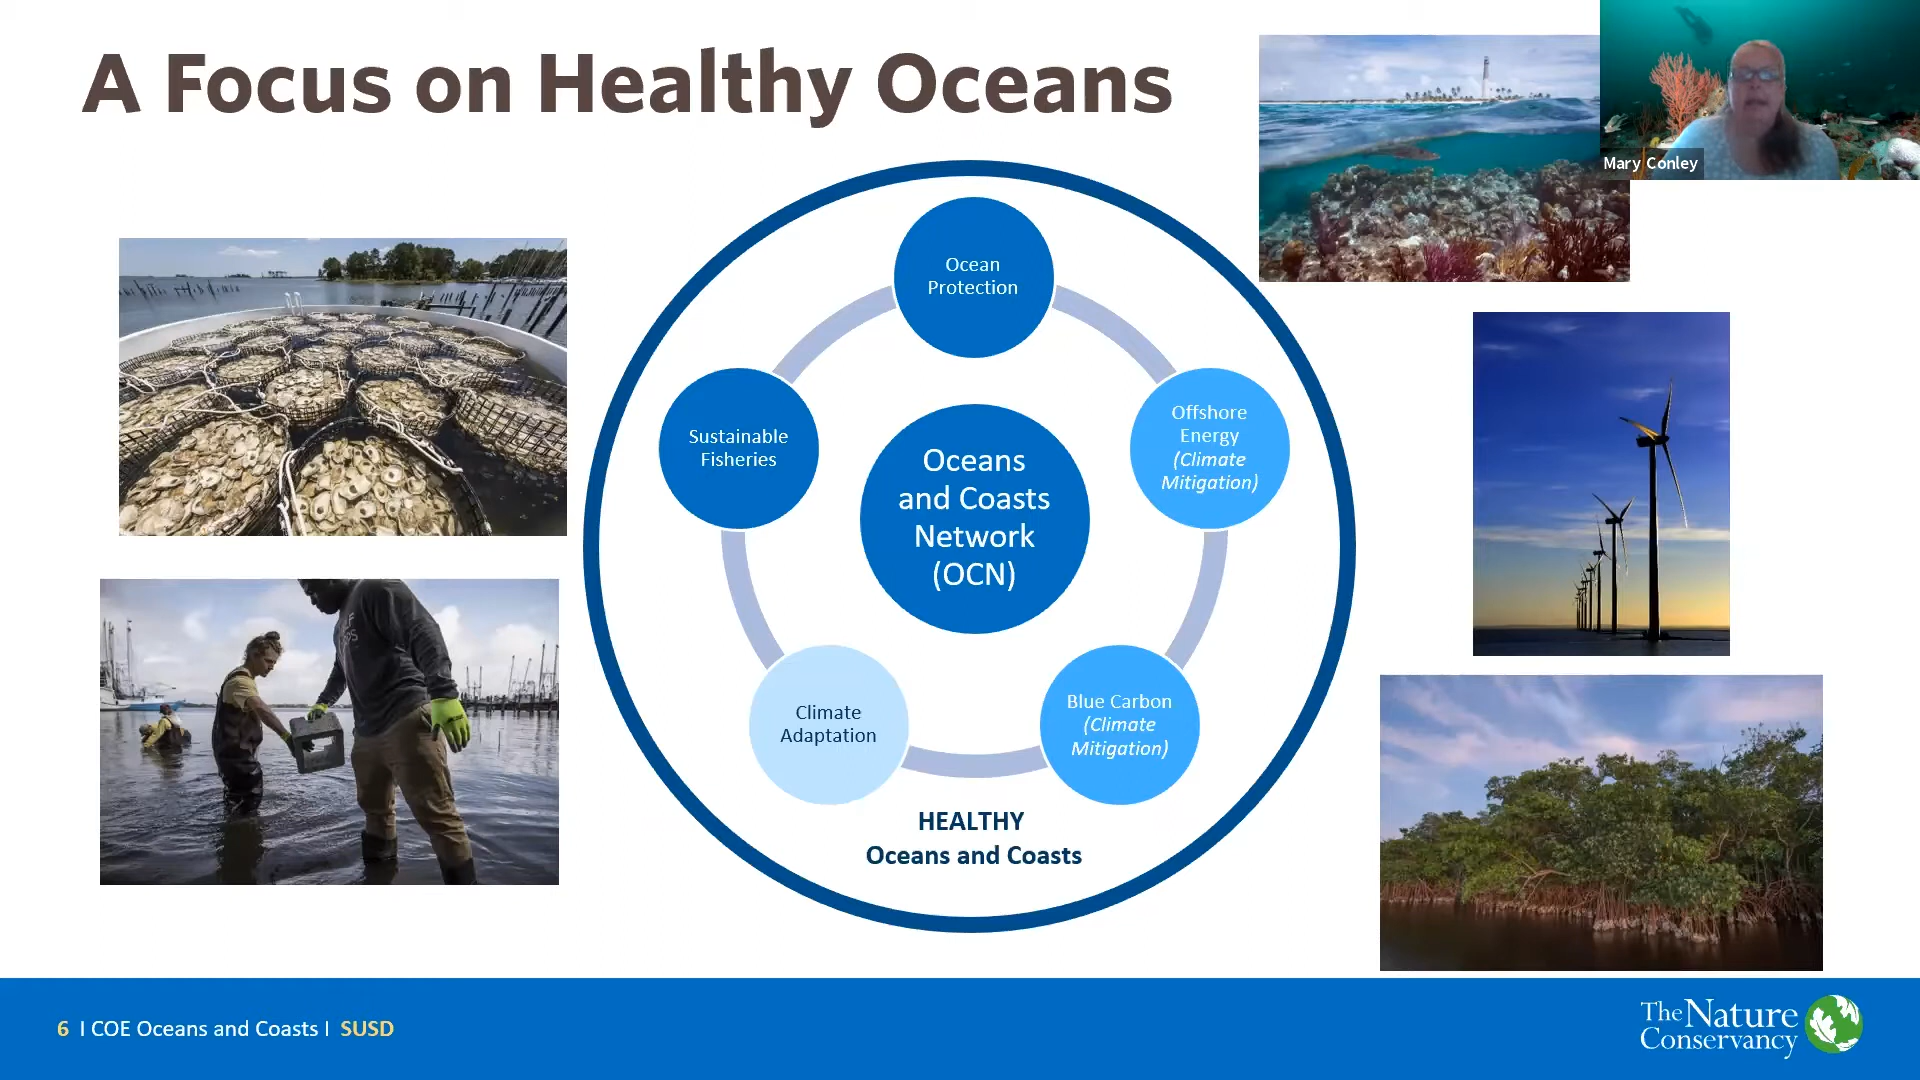 A Focus on Healthy Oceans
Mary Conley
Ocean
Protection
Sustainable
Fisheries
Offshore
Energy
(Climate
Mitigation)
Oceans
and Coasts
Network
(OCN)
Climate
Adaptation
Blue Carbon
(Climate
Mitigation)
HEALTHY
Oceans and Coasts
6 I COE Oceans and Coasts I SUSD
The Nature
Conservancy